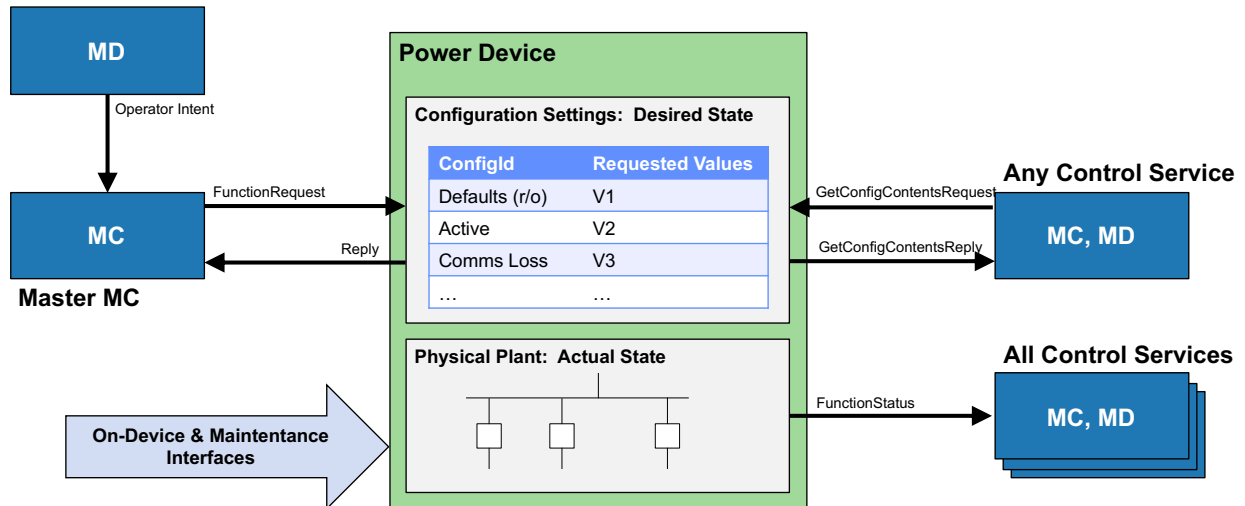 MD
Operator Intent
MC
Master MC
FunctionRequest
Reply
Power Device
Configuration Settings:  Desired State
ConfigId Requested Values
Defaults (r/o) V1
Active V2
Comms Loss V3
… …
Physical Plant:  Actual State
On-Device & Maintentance
Interfaces
Any Control Service
GetConfigContentsRequest
MC, MD
GetConfigContentsReply
All Control Services
FunctionStatus
MC, MD